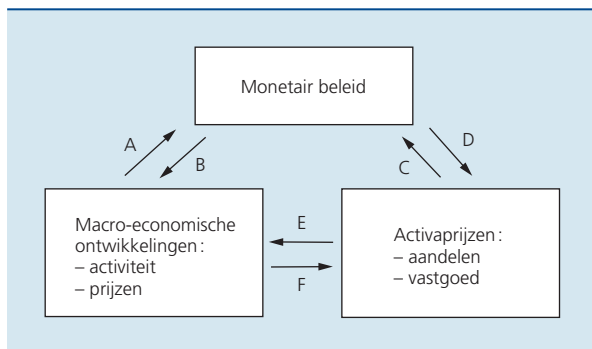 Monetair beleid
A
B
C
D
Macro-economische
ontwikkelingen :
– activiteit
– prijzen
E
F
Activaprijzen :
– aandelen
– vastgoed